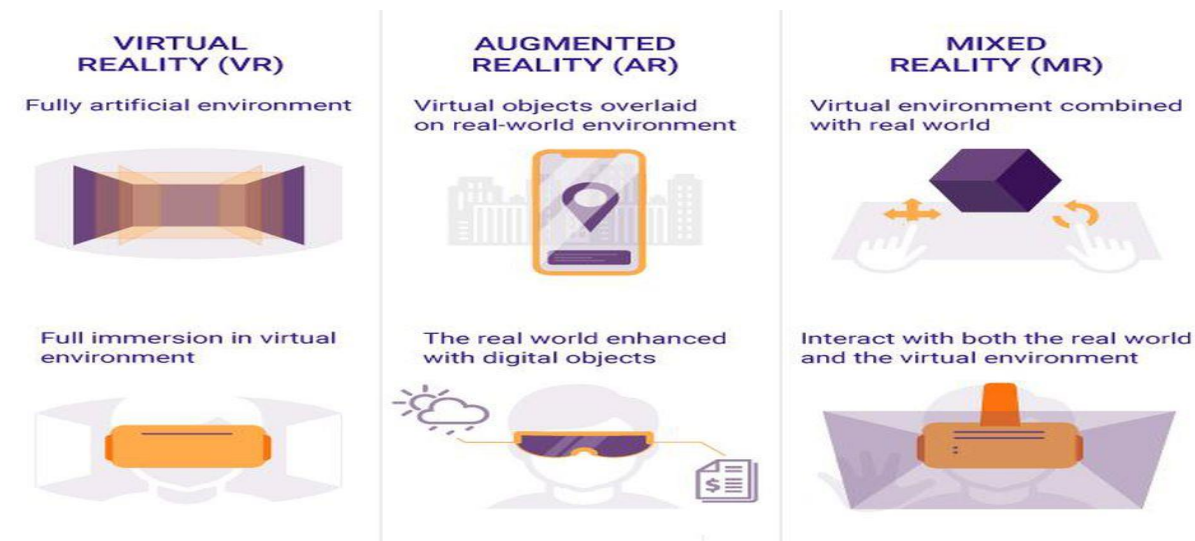 VIRTUAL
REALITY (VR)
Fully artificial environment
Full immersion in virtual
environment
AUGMENTED
REALITY (AR)
Virtual objects overlaid
on real-world environment
The real world enhanced
with digital objects
$
MIXED
REALITY (MR)
Virtual environment combined
with real world
Interact with both the real world
and the virtual environment